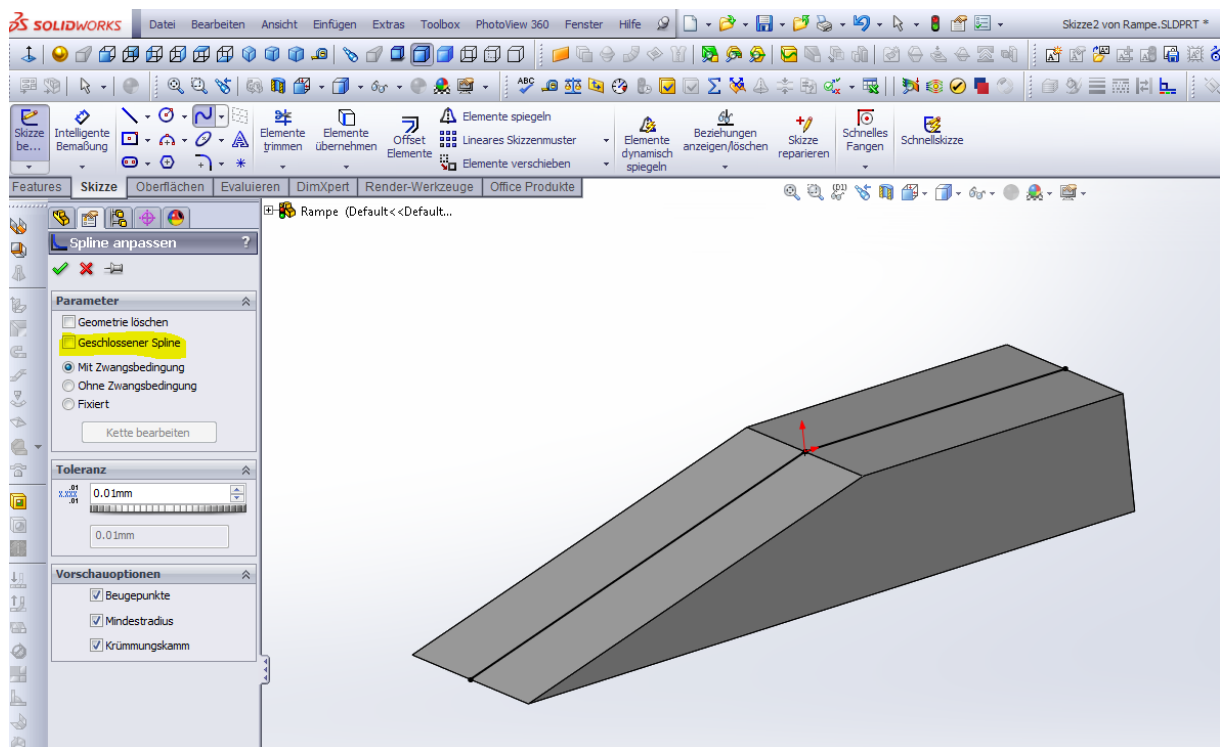 SOLIDWORKS Datei Bearbeiten Ansicht Einfügen Extras Toolbox PhotoView 360 Fenster Hilfe Skizze2 von Rampe.SLDPRT *
Skizze be...
Intelligente Bemaßung
Elemente trimmen
Elemente übernehmen
Offset Elemente
Elemente spiegeln
Lineares Skizzenmuster
Elemente verschieben
Elemente dynamisch spiegeln
Beziehungen anzeigen/löschen
Skizze reparieren
Schnelles Fangen
Schnellskizze
Features Skizze Oberflächen Evaluieren DimXpert Render-Werkzeuge Office Produkte
Rampe (Default<<Default...
Spline anpassen ?
Parameter
Geometrie löschen
Geschlossener Spline
Mit Zwangsbedingung
Ohne Zwangsbedingung
Fixiert
Kette bearbeiten
Toleranz
0.01mm
0.01mm
Vorschauoptionen
Beugepunkte
Mindestradius
Krümmungskamm